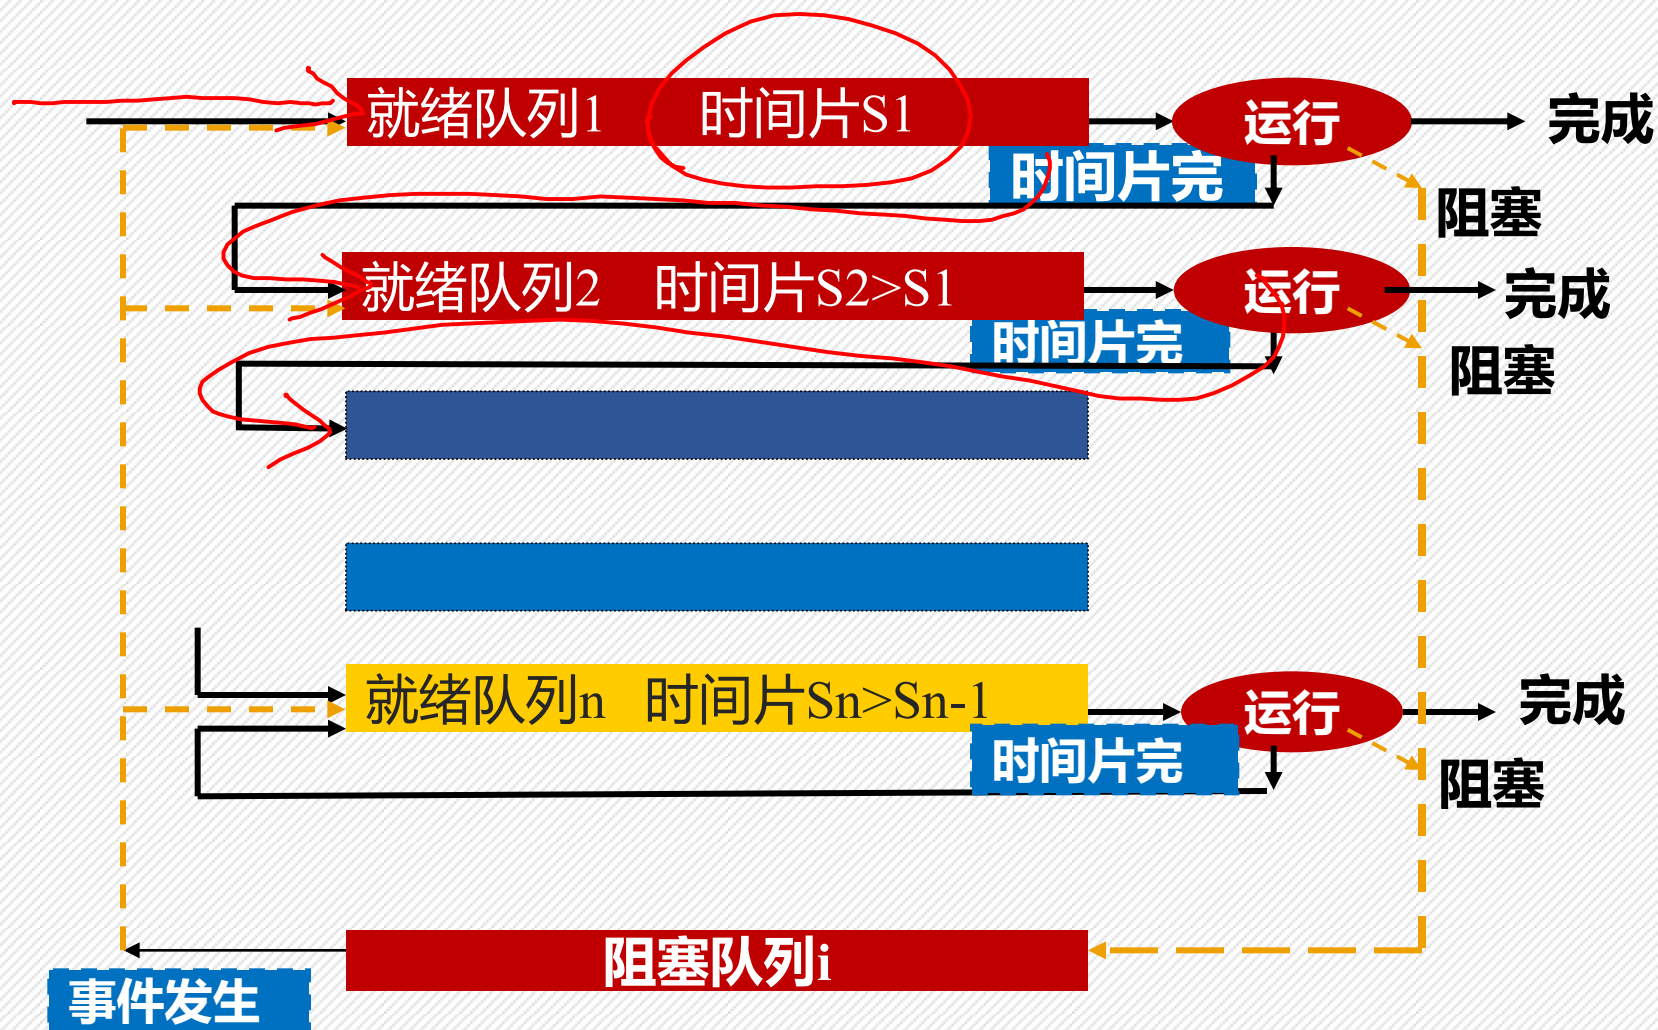 就绪队列1 时间片S1
运行
完成
时间片完
阻塞
就绪队列2 时间片S2>S1
运行
完成
时间片完
阻塞
就绪队列n 时间片Sn>Sn-1
运行
完成
时间片完
阻塞
阻塞队列i
事件发生